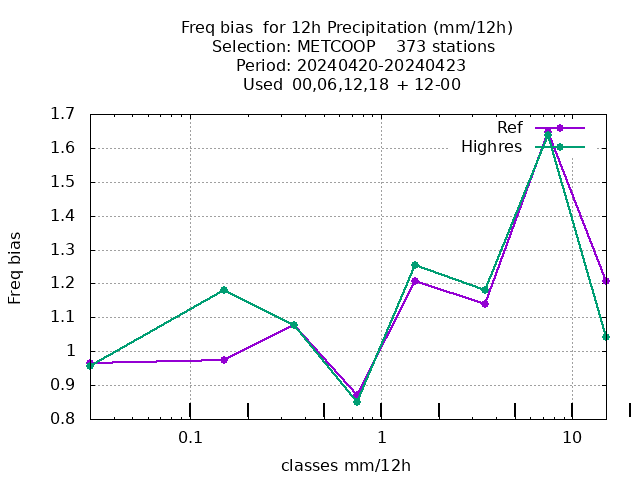 Freq bias  for 12h Precipitation (mm/12h)
Selection: METCOOP    373 stations
Period: 20240420-20240423
Used  00,06,12,18  + 12-00
1.7
Ref
1.6
Highres
1.5
1.4
1.3
1.2
1.1
1
0.9
0.8
Freq bias
0.1 1 10
classes mm/12h